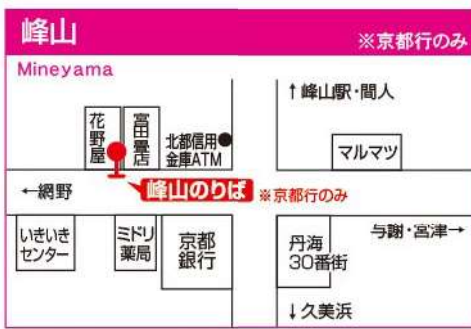 峰山
※京都行のみ
Mineyama
↑峰山駅・間人
花野屋
富田畳店
北都信用
金庫ATM
マルマツ
←網野
峰山のりば
※京都行のみ
与謝・宮津→
いきいき
センター
ミドリ
薬局
京都
銀行
丹海
30番街
↓久美浜